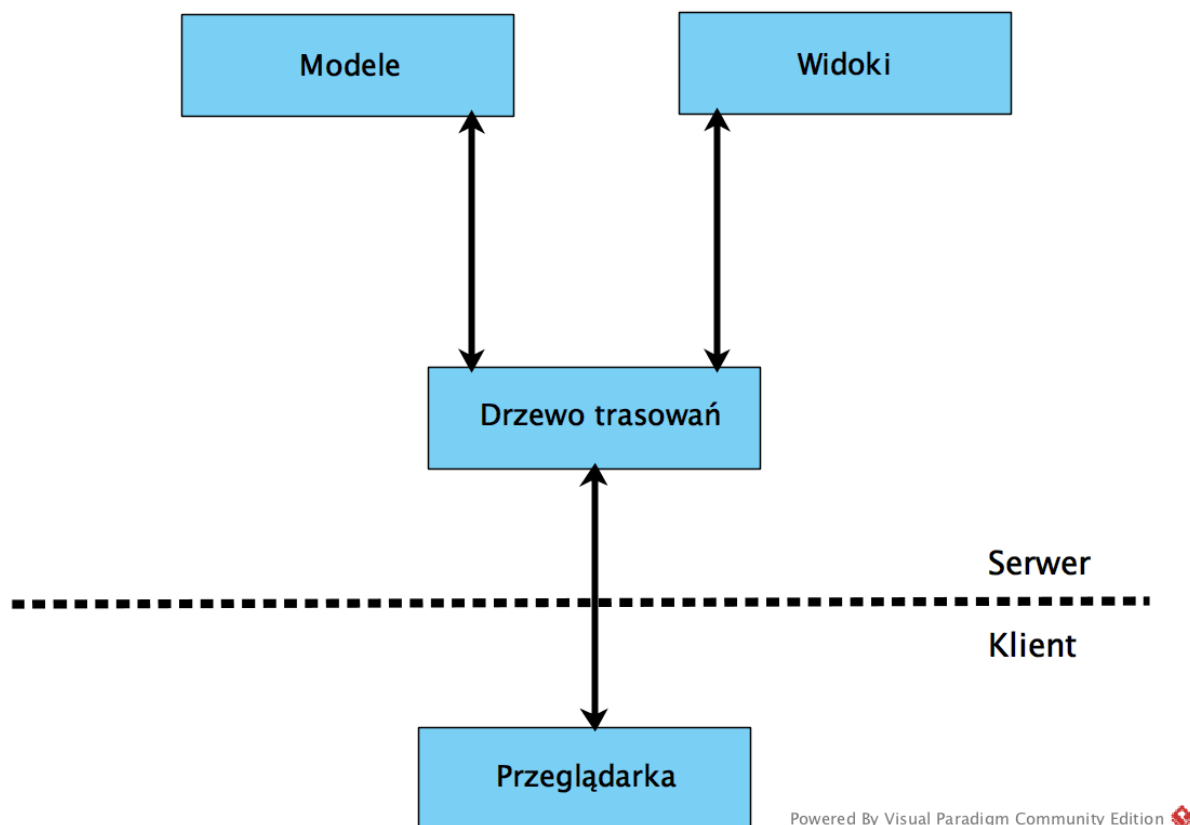 Modele
Widoki
Drzewo trasowań
Serwer
Klient
Przeglądarka
Powered By Visual Paradigm Community Edition